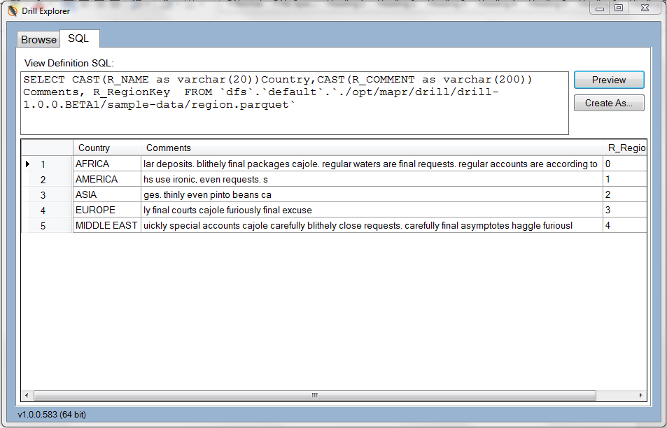 Drill Explorer
Browse SQL
View Definition SQL:
SELECT CAST(R_NAME as varchar(20))Country,CAST(R_COMMENT as varchar(200))
Comments, R_RegionKey  FROM `dfs`.`default`.`./opt/mapr/drill/drill-
1.0.0.BETA1/sample-data/region.parquet`
Preview
Create As...
Country Comments R_Regio
1 AFRICA lar deposits. blithely final packages cajole. regular waters are final requests. regular accounts are according to 0
2 AMERICA hs use ironic, even requests. s 1
3 ASIA ges. thinly even pinto beans ca 2
4 EUROPE ly final courts cajole furiously final excuse 3
5 MIDDLE EAST uickly special accounts cajole carefully blithely close requests. carefully final asymptotes haggle furiousl 4
v1.0.0.583 (64 bit)